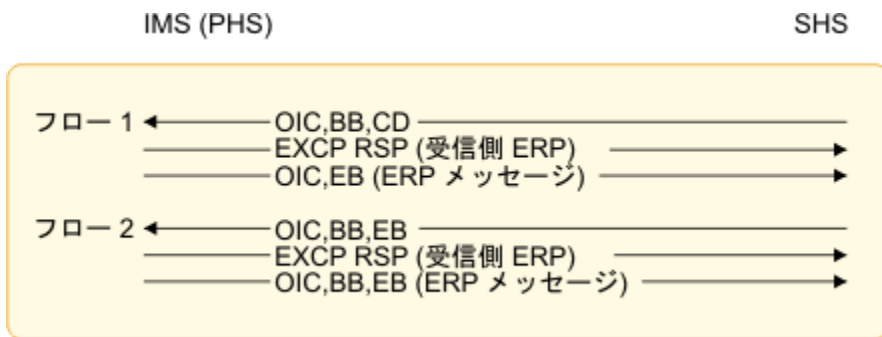 IMS (PHS) SHS
フロー 1 OIC,BB,CD
EXCP RSP (受信側 ERP)
OIC,EB (ERP メッセージ)
フロー 2 OIC,BB,EB
EXCP RSP (受信側 ERP)
OIC,BB,EB (ERP メッセージ)